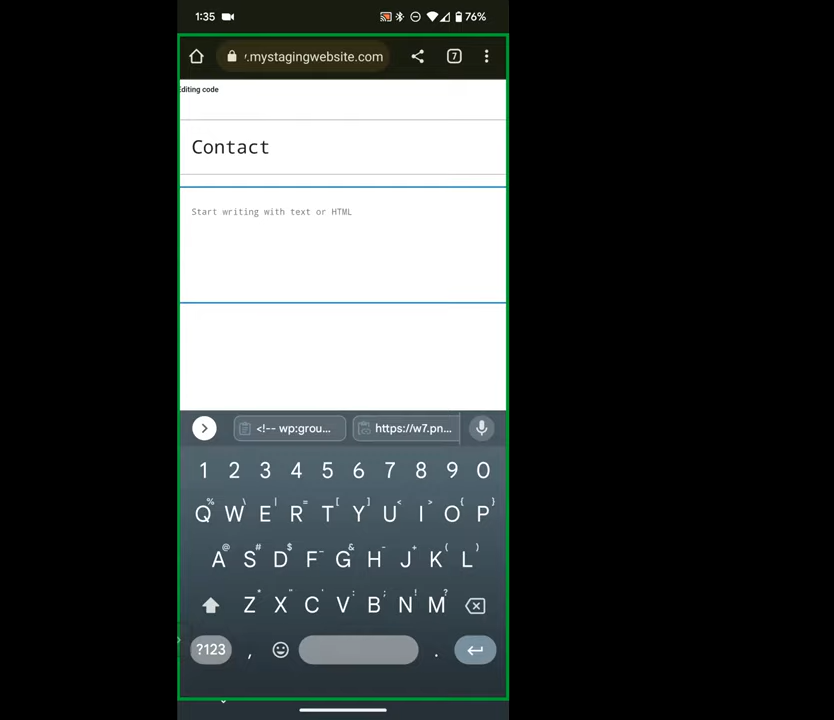 1:35 76%
.mystagingwebsite.com 7
Editing code
Contact
Start writing with text or HTML
<!-- wp:grou... https://w7.pn...
1 2 3 4 5 6 7 8 9 0
% \ | = [ ] < > { }
Q W E R T Y U I O P
@ # $ _ & - + ( )
A S D F G H J K L
* " ' : ; ! ?
Z X C V B N M
?123 , .